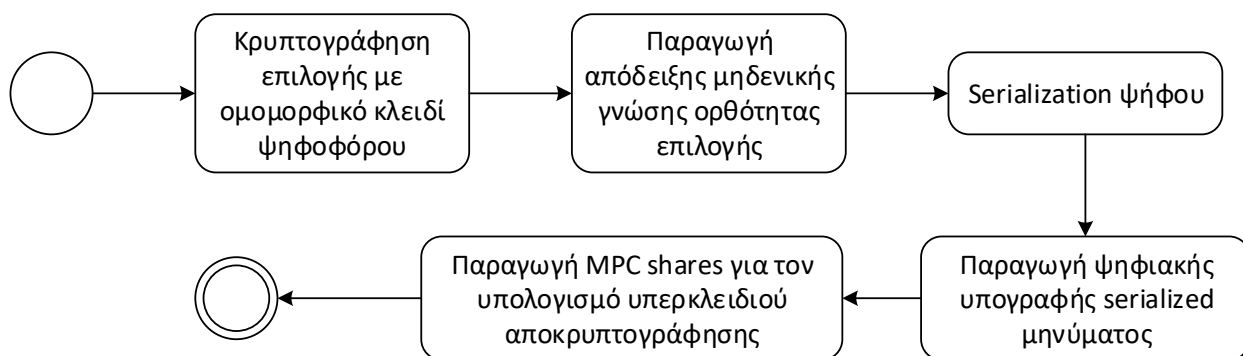 Κρυπτογράφηση
επιλογής με
ομομορφικό κλειδί
ψηφοφόρου
Παραγωγή
απόδειξης μηδενικής
γνώσης ορθότητας
επιλογής
Serialization ψήφου
Παραγωγή ψηφιακής
υπογραφής serialized
μηνύματος
Παραγωγή MPC shares για τον
υπολογισμό υπερκλειδιού
αποκρυπτογράφησης